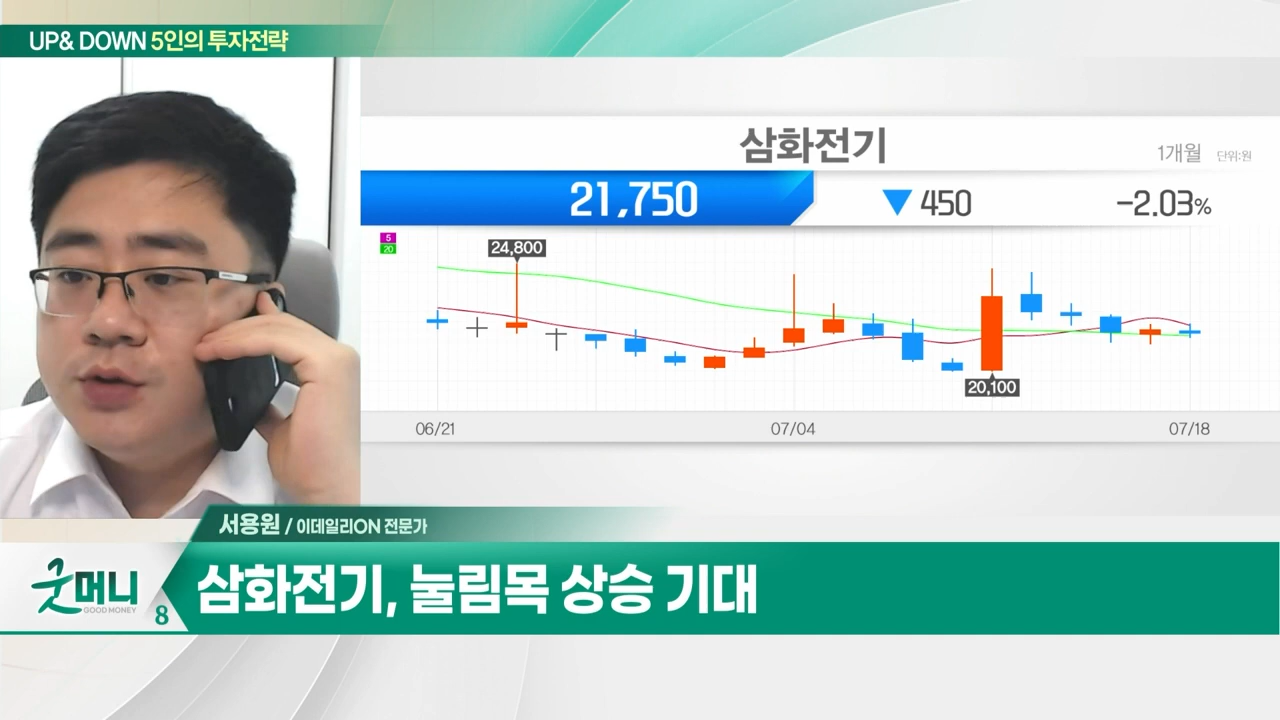 UP& DOWN 5인의 투자전략
삼화전기
1개월 단위:원
21,750 ▼450 -2.03%
5
20
24,800
20,100
06/21 07/04 07/18
서용원 / 이데일리ON 전문가
굿머니
GOOD MONEY
8
삼화전기, 눌림목 상승 기대